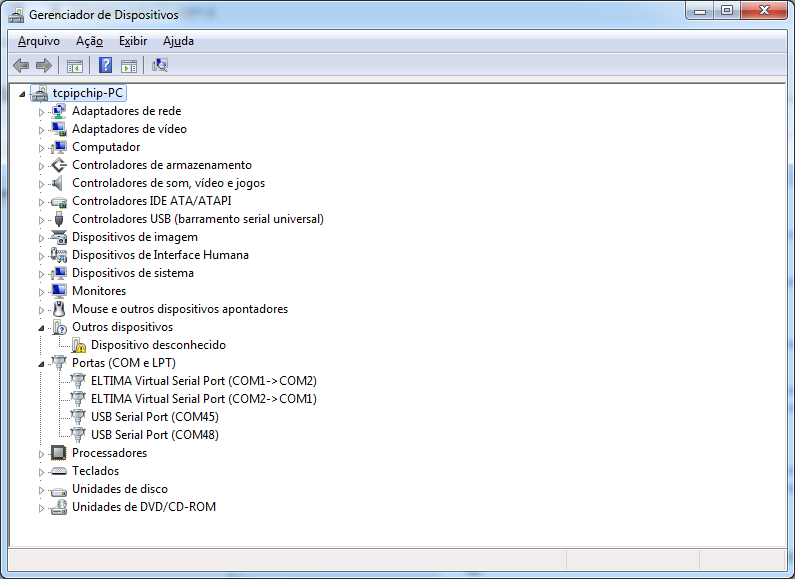 Gerenciador de Dispositivos
Arquivo Ação Exibir Ajuda
tcpipchip-PC
Adaptadores de rede
Adaptadores de vídeo
Computador
Controladores de armazenamento
Controladores de som, vídeo e jogos
Controladores IDE ATA/ATAPI
Controladores USB (barramento serial universal)
Dispositivos de imagem
Dispositivos de Interface Humana
Dispositivos de sistema
Monitores
Mouse e outros dispositivos apontadores
Outros dispositivos
Dispositivo desconhecido
Portas (COM e LPT)
ELTIMA Virtual Serial Port (COM1->COM2)
ELTIMA Virtual Serial Port (COM2->COM1)
USB Serial Port (COM45)
USB Serial Port (COM48)
Processadores
Teclados
Unidades de disco
Unidades de DVD/CD-ROM